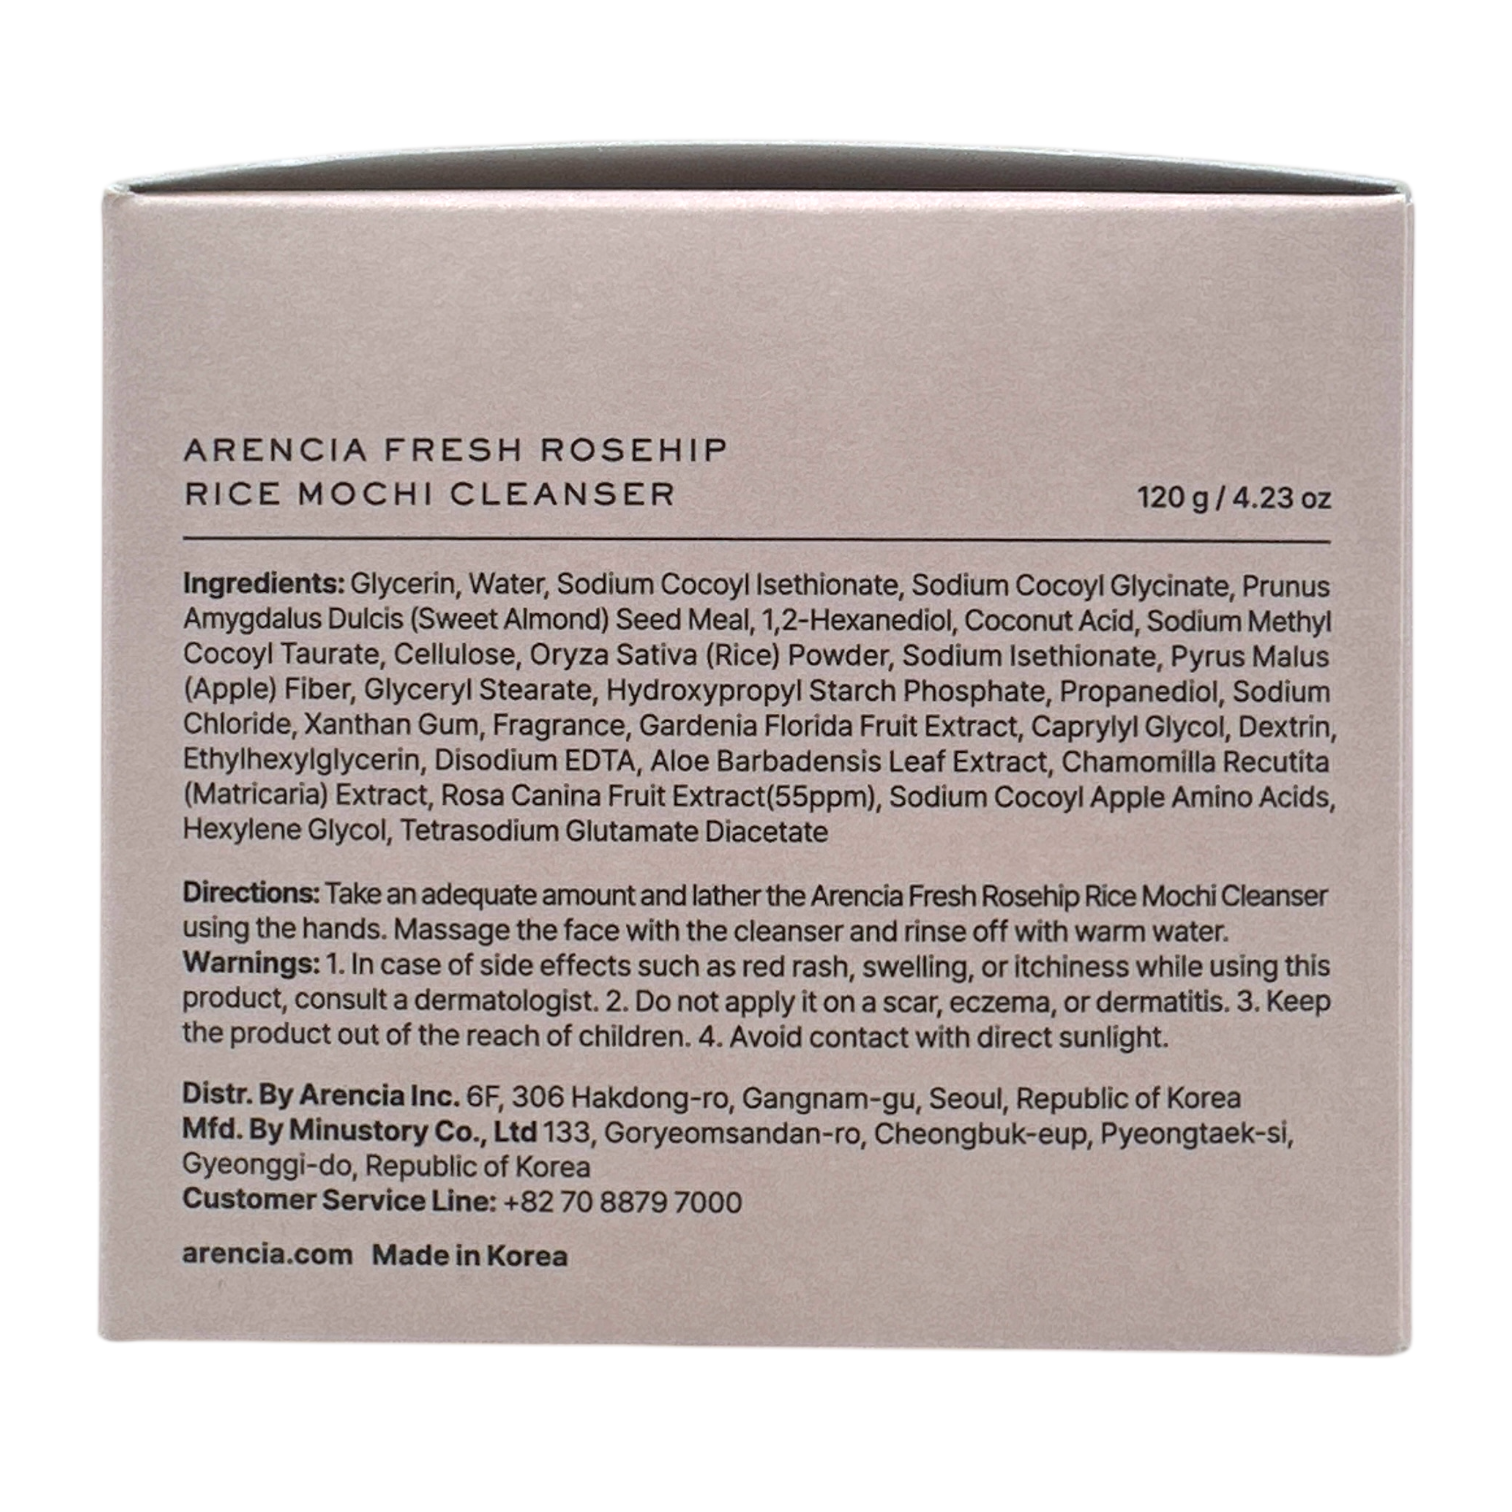 ARENCIA FRESH ROSEHIP
RICE MOCHI CLEANSER
120 g / 4.23 oz
Ingredients: Glycerin, Water, Sodium Cocoyl Isethionate, Sodium Cocoyl Glycinate, Prunus
Amygdalus Dulcis (Sweet Almond) Seed Meal, 1,2-Hexanediol, Coconut Acid, Sodium Methyl
Cocoyl Taurate, Cellulose, Oryza Sativa (Rice) Powder, Sodium Isethionate, Pyrus Malus
(Apple) Fiber, Glyceryl Stearate, Hydroxypropyl Starch Phosphate, Propanediol, Sodium
Chloride, Xanthan Gum, Fragrance, Gardenia Florida Fruit Extract, Caprylyl Glycol, Dextrin,
Ethylhexylglycerin, Disodium EDTA, Aloe Barbadensis Leaf Extract, Chamomilla Recutita
(Matricaria) Extract, Rosa Canina Fruit Extract(55ppm), Sodium Cocoyl Apple Amino Acids,
Hexylene Glycol, Tetrasodium Glutamate Diacetate
Directions: Take an adequate amount and lather the Arencia Fresh Rosehip Rice Mochi Cleanser
using the hands. Massage the face with the cleanser and rinse off with warm water.
Warnings: 1. In case of side effects such as red rash, swelling, or itchiness while using this
product, consult a dermatologist. 2. Do not apply it on a scar, eczema, or dermatitis. 3. Keep
the product out of the reach of children. 4. Avoid contact with direct sunlight.
Distr. By Arencia Inc. 6F, 306 Hakdong-ro, Gangnam-gu, Seoul, Republic of Korea
Mfd. By Minustory Co., Ltd 133, Goryeomsandan-ro, Cheongbuk-eup, Pyeongtaek-si,
Gyeonggi-do, Republic of Korea
Customer Service Line: +82 70 8879 7000
arencia.com Made in Korea